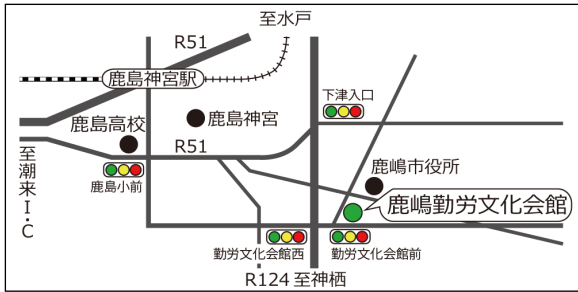 至水戸
R51
鹿島神宮駅
下津入口
鹿島高校
鹿島神宮
R51
至潮来I・C
鹿島小前
鹿嶋市役所
鹿嶋勤労文化会館
勤労文化会館西
勤労文化会館前
R124 至神栖